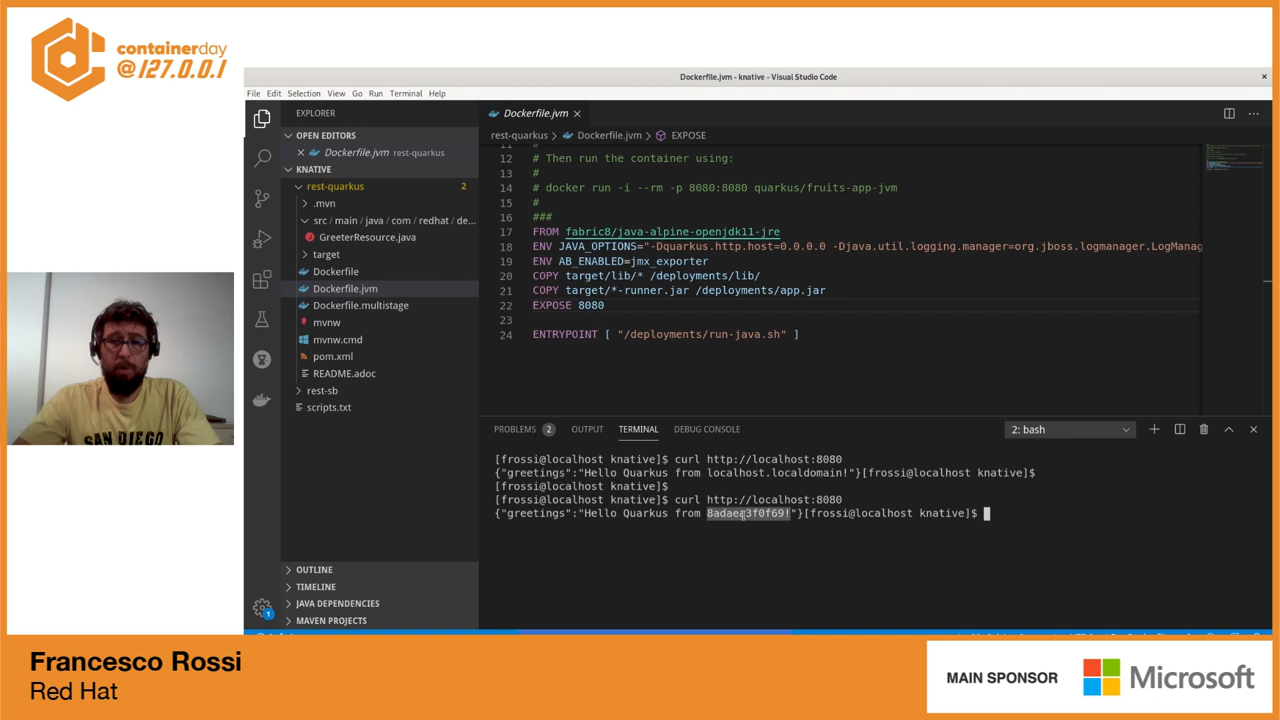 containerday
@127.0.0.1
Dockerfile.jvm - knative - Visual Studio Code
File Edit Selection View Go Run Terminal Help
EXPLORER
OPEN EDITORS
Dockerfile.jvm rest-quarkus
KNATIVE
rest-quarkus 2
.mvn
src / main / java / com / redhat / de...
GreeterResource.java
target
Dockerfile
Dockerfile.jvm
Dockerfile.multistage
mvnw
mvnw.cmd
pom.xml
README.adoc
rest-sb
scripts.txt
OUTLINE
TIMELINE
JAVA DEPENDENCIES
MAVEN PROJECTS
1
Dockerfile.jvm
rest-quarkus > Dockerfile.jvm > EXPOSE
11 #
12 # Then run the container using:
13 #
14 # docker run -i --rm -p 8080:8080 quarkus/fruits-app-jvm
15 #
16 ###
17 FROM fabric8/java-alpine-openjdk11-jre
18 ENV JAVA_OPTIONS="-Dquarkus.http.host=0.0.0.0 -Djava.util.logging.manager=org.jboss.logmanager.LogManag
19 ENV AB_ENABLED=jmx_exporter
20 COPY target/lib/* /deployments/lib/
21 COPY target/*-runner.jar /deployments/app.jar
22 EXPOSE 8080
23
24 ENTRYPOINT [ "/deployments/run-java.sh" ]
PROBLEMS 2 OUTPUT TERMINAL DEBUG CONSOLE 2: bash
[frossi@localhost knative]$ curl http://localhost:8080
{"greetings":"Hello Quarkus from localhost.localdomain!"}[frossi@localhost knative]$
[frossi@localhost knative]$
[frossi@localhost knative]$ curl http://localhost:8080
{"greetings":"Hello Quarkus from 8adaea3f0f69!"}[frossi@localhost knative]$
SAN DIEGO
Francesco Rossi
Red Hat
MAIN SPONSOR
Microsoft